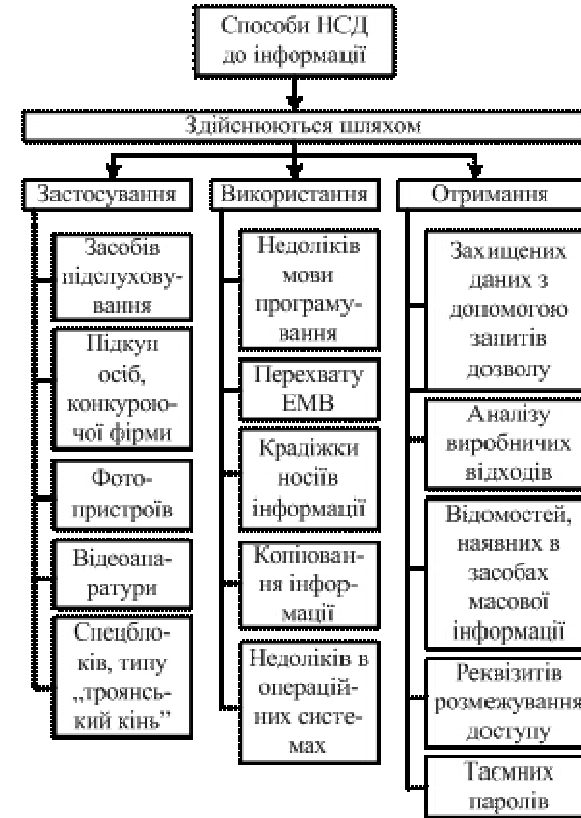 Способи НСД
до інформації
Здійснюються шляхом
Застосування
Засобів
підслухову-
вання
Підкуп
осіб,
конкурою-
чої фірми
Фото-
пристроїв
Відеоапа-
ратури
Спецбло-
ків, типу
„троянсь-
кий кінь”
Використання
Недоліків
мови
програму-
вання
Перехвату
ЕМВ
Крадіжки
носіїв
інформації
Копіюван-
ня інфор-
мації
Недоліків в
операцій-
них систе-
мах
Отримання
Захищених
даних з
допомогою
запитів
дозволу
Аналізу
виробничих
відходів
Відомостей,
наявних в
засобах
масової
інформації
Реквізитів
розмежування
доступу
Таємних
паролів